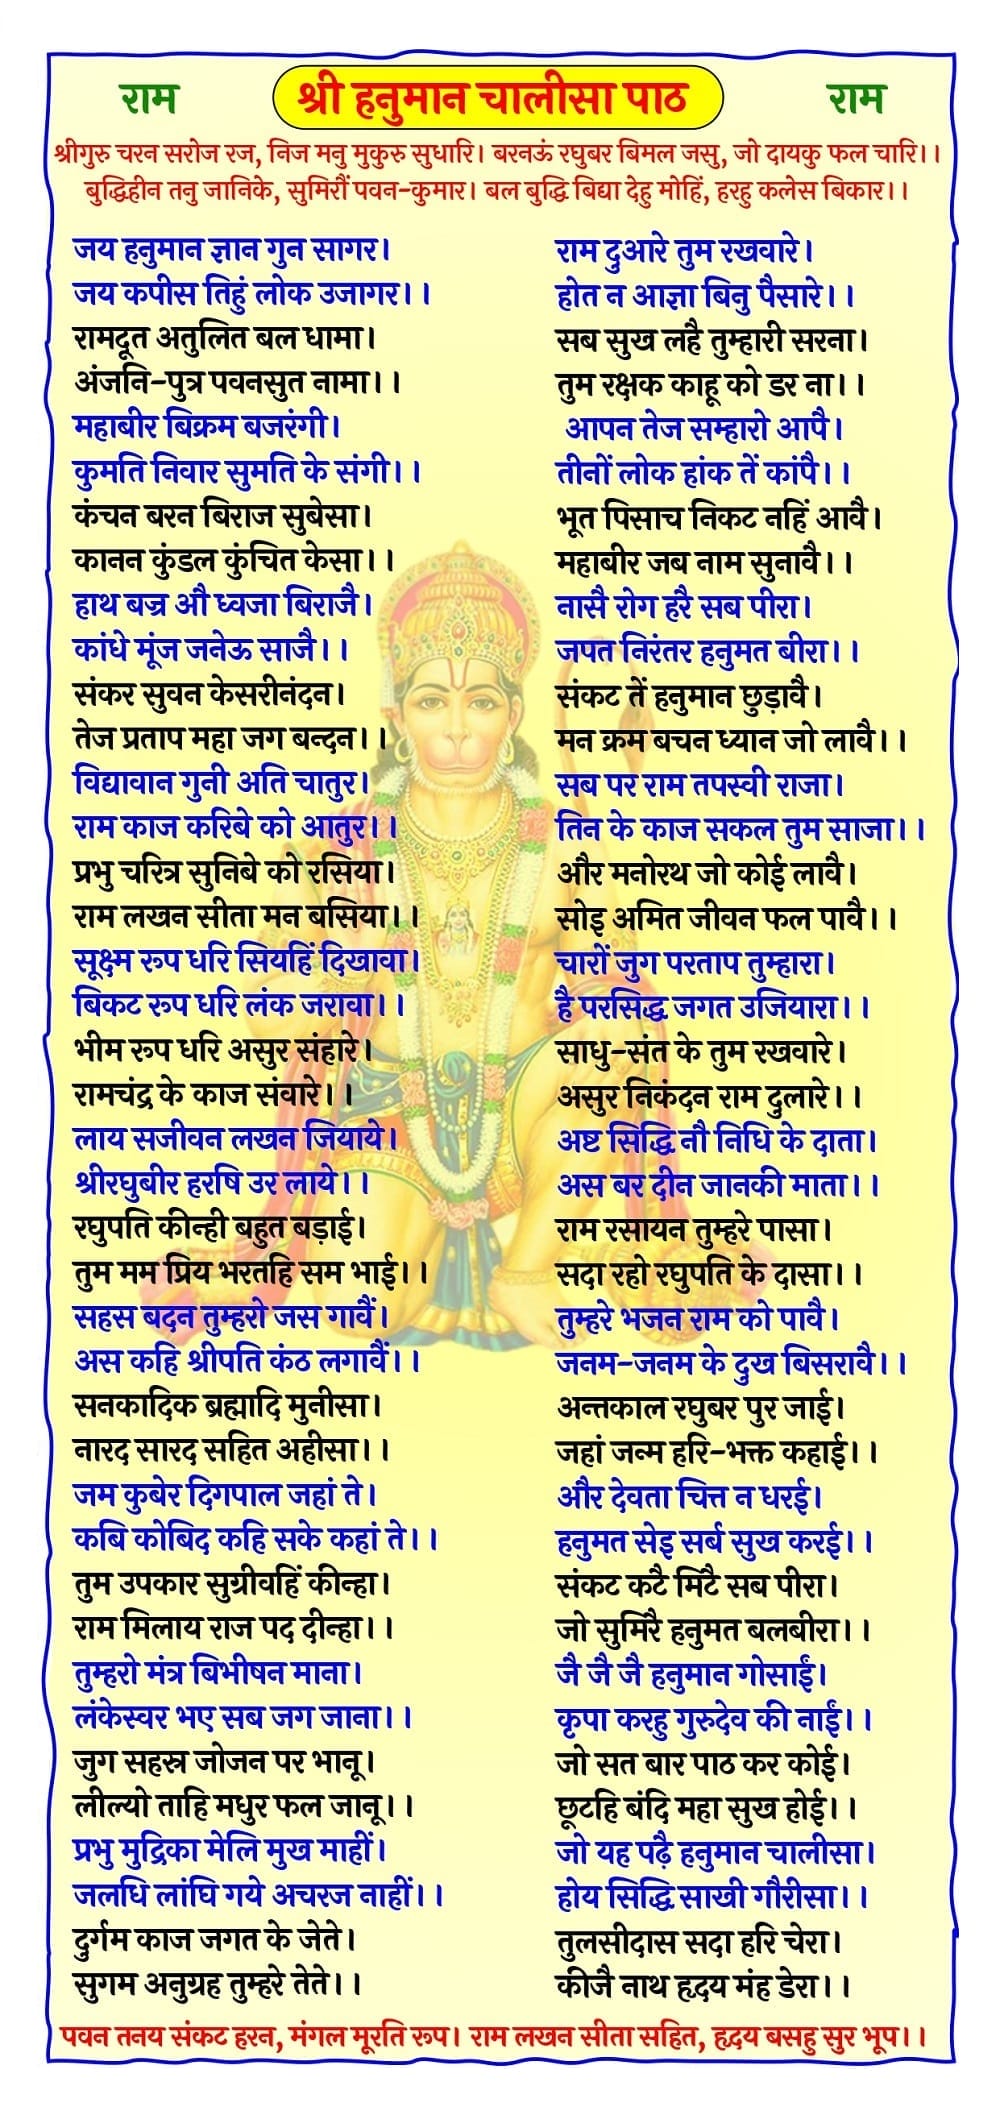 राम
श्री हनुमान चालीसा पाठ
राम
श्रीगुरु चरन सरोज रज, निज मनु मुकुरु सुधारि। बरनऊं रघुबर बिमल जसु, जो दायकु फल चारि।।
बुद्धिहीन तनु जानिके, सुमिरौं पवन-कुमार। बल बुद्धि बिद्या देहु मोहिं, हरहु कलेस बिकार।।
जय हनुमान ज्ञान गुन सागर।
जय कपीस तिहुं लोक उजागर।।
रामदूत अतुलित बल धामा।
अंजनि-पुत्र पवनसुत नामा।।
महाबीर बिक्रम बजरंगी।
कुमति निवार सुमति के संगी।।
कंचन बरन बिराज सुबेसा।
कानन कुंडल कुंचित केसा।।
हाथ बज्र औ ध्वजा बिराजै।
कांधे मूंज जनेऊ साजै।।
संकर सुवन केसरीनंदन।
तेज प्रताप महा जग बन्दन।।
विद्यावान गुनी अति चातुर।
राम काज करिबे को आतुर।।
प्रभु चरित्र सुनिबे को रसिया।
राम लखन सीता मन बसिया।।
सूक्ष्म रूप धरि सियहिं दिखावा।
बिकट रूप धरि लंक जरावा।।
भीम रूप धरि असुर संहारे।
रामचंद्र के काज संवारे।।
लाय सजीवन लखन जियाये।
श्रीरघुबीर हरषि उर लाये।।
रघुपति कीन्ही बहुत बड़ाई।
तुम मम प्रिय भरतहि सम भाई।।
सहस बदन तुम्हरो जस गावैं।
अस कहि श्रीपति कंठ लगावैं।।
सनकादिक ब्रह्मादि मुनीसा।
नारद सारद सहित अहीसा।।
जम कुबेर दिगपाल जहां ते।
कबि कोबिद कहि सके कहां ते।।
तुम उपकार सुग्रीवहिं कीन्हा।
राम मिलाय राज पद दीन्हा।।
तुम्हरो मंत्र बिभीषन माना।
लंकेस्वर भए सब जग जाना।।
जुग सहस्र जोजन पर भानू।
लील्यो ताहि मधुर फल जानू।।
प्रभु मुद्रिका मेलि मुख माहीं।
जलधि लांघि गये अचरज नाहीं।।
दुर्गम काज जगत के जेते।
सुगम अनुग्रह तुम्हरे तेते।।
राम दुआरे तुम रखवारे।
होत न आज्ञा बिनु पैसारे।।
सब सुख लहै तुम्हारी सरना।
तुम रक्षक काहू को डर ना।।
आपन तेज सम्हारो आपै।
तीनों लोक हांक तें कांपै।।
भूत पिसाच निकट नहिं आवै।
महाबीर जब नाम सुनावै।।
नासै रोग हरै सब पीरा।
जपत निरंतर हनुमत बीरा।।
संकट तें हनुमान छुड़ावै।
मन क्रम बचन ध्यान जो लावै।।
सब पर राम तपस्वी राजा।
तिन के काज सकल तुम साजा।।
और मनोरथ जो कोई लावै।
सोइ अमित जीवन फल पावै।।
चारों जुग परताप तुम्हारा।
है परसिद्ध जगत उजियारा।।
साधु-संत के तुम रखवारे।
असुर निकंदन राम दुलारे।।
अष्ट सिद्धि नौ निधि के दाता।
अस बर दीन जानकी माता।।
राम रसायन तुम्हरे पासा।
सदा रहो रघुपति के दासा।।
तुम्हरे भजन राम को पावै।
जनम-जनम के दुख बिसरावै।।
अन्तकाल रघुबर पुर जाई।
जहां जन्म हरि-भक्त कहाई।।
और देवता चित्त न धरई।
हनुमत सेइ सर्ब सुख करई।।
संकट कटै मिटै सब पीरा।
जो सुमिरै हनुमत बलबीरा।।
जै जै जै हनुमान गोसाईं।
कृपा करहु गुरुदेव की नाईं।।
जो सत बार पाठ कर कोई।
छूटहि बंदि महा सुख होई।।
जो यह पढ़ै हनुमान चालीसा।
होय सिद्धि साखी गौरीसा।।
तुलसीदास सदा हरि चेरा।
कीजै नाथ हृदय मंह डेरा।।
पवन तनय संकट हरन, मंगल मूरति रूप। राम लखन सीता सहित, हृदय बसहु सुर भूप।।